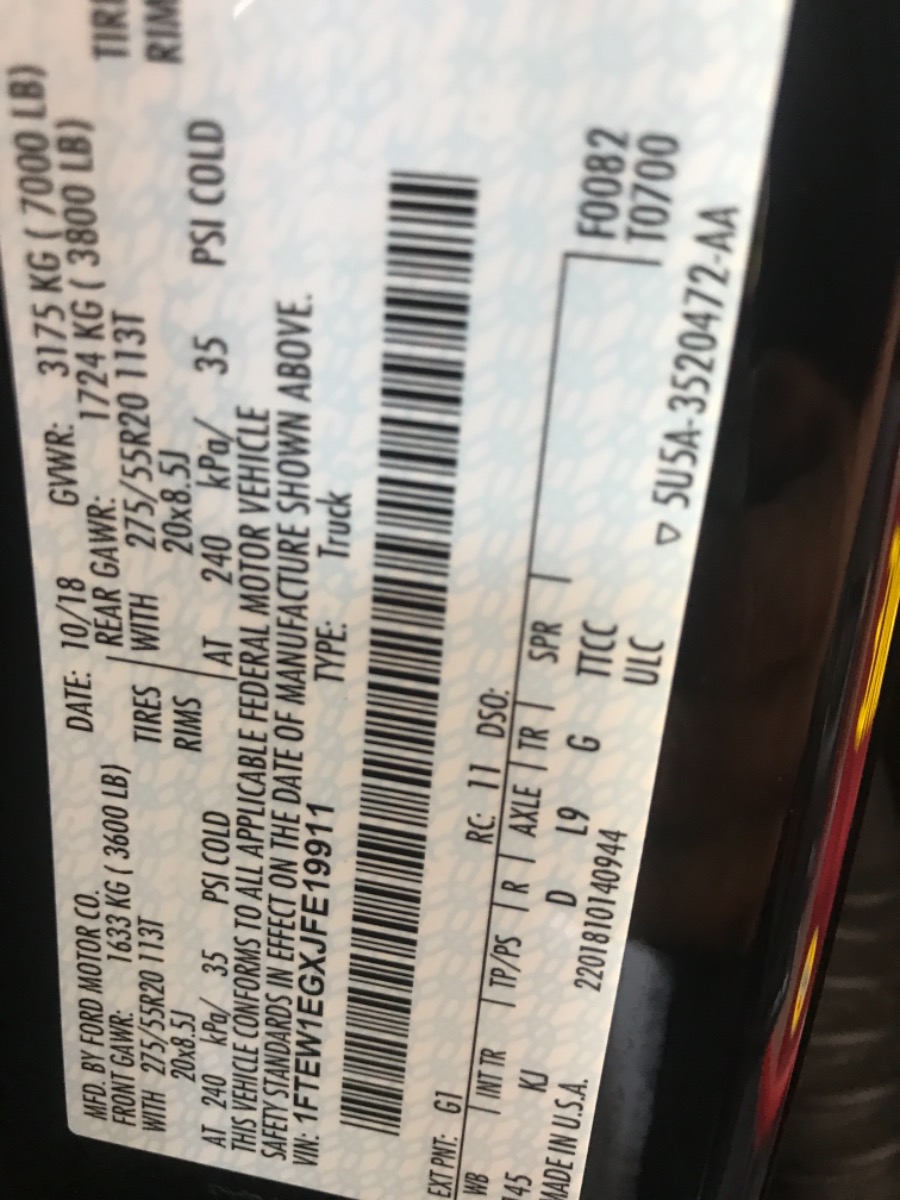 MFD. BY FORD MOTOR CO.
DATE: 10/18 GVWR: 3175 KG ( 7000 LB)
FRONT GAWR: 1633 KG ( 3600 LB)
REAR GAWR: 1724 KG ( 3800 LB)
WITH 275/55R20 113T TIRES WITH 275/55R20 113T
20x8.5J RIMS 20x8.5J
AT 240 kPa/ 35 PSI COLD AT 240 kPa/ 35 PSI COLD
THIS VEHICLE CONFORMS TO ALL APPLICABLE FEDERAL MOTOR VEHICLE
SAFETY STANDARDS IN EFFECT ON THE DATE OF MANUFACTURE SHOWN ABOVE.
VIN: 1FTEW1EGXJFE19911 TYPE: Truck
EXT PNT: G1 RC: 11 DSO:
WB INT TR TP/PS R AXLE TR SPR F0082
145 KJ D L9 G TTCC T0700
MADE IN U.S.A. 2201810140944 ULC
▽ 5U5A-3520472-AA